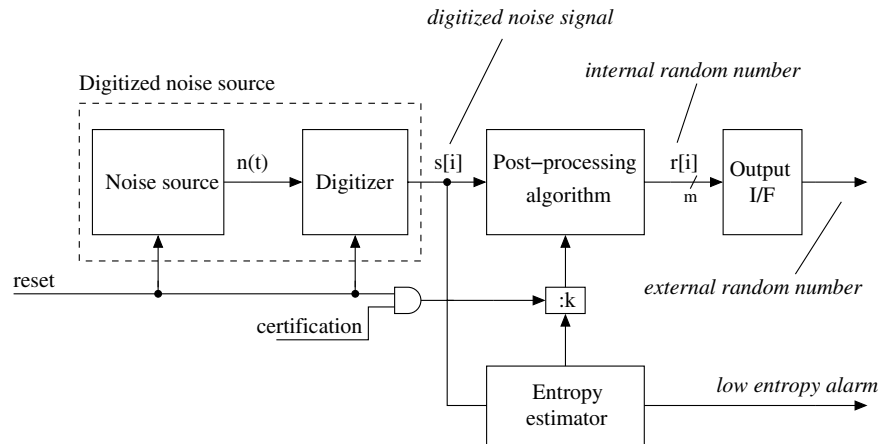 digitized noise signal
internal random number
Digitized noise source
Noise source
n(t)
Digitizer
s[i]
Post-processing
algorithm
r[i]
m
Output
I/F
reset
certification
:k
external random number
Entropy
estimator
low entropy alarm